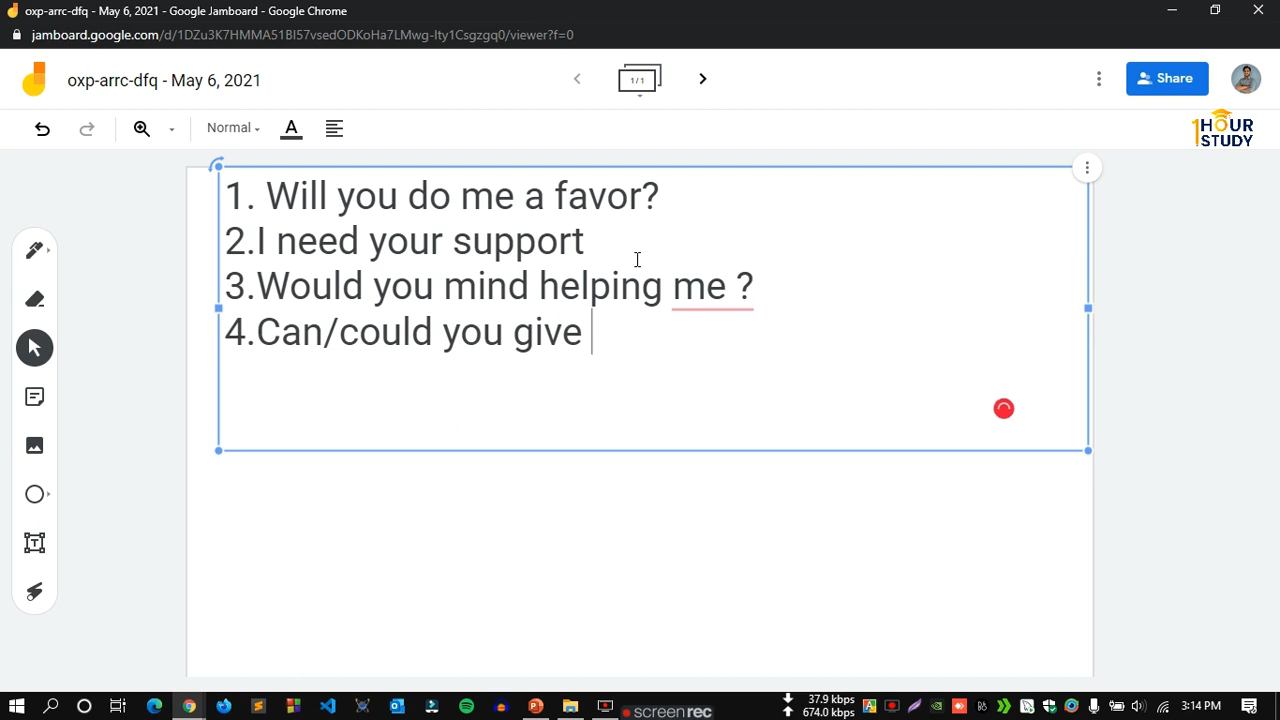 oxp-arrc-dfq - May 6, 2021 - Google Jamboard - Google Chrome
jamboard.google.com/d/1DZu3K7HMMA51BI57vsedODKoHa7LMwg-Ity1Csgzgq0/viewer?f=0
oxp-arrc-dfq - May 6, 2021
1/1
Share
Normal
1HOUR
STUDY
1. Will you do me a favor?
2.I need your support
3.Would you mind helping me ?
4.Can/could you give
37.9 kbps
674.0 kbps
3:14 PM
screenrec